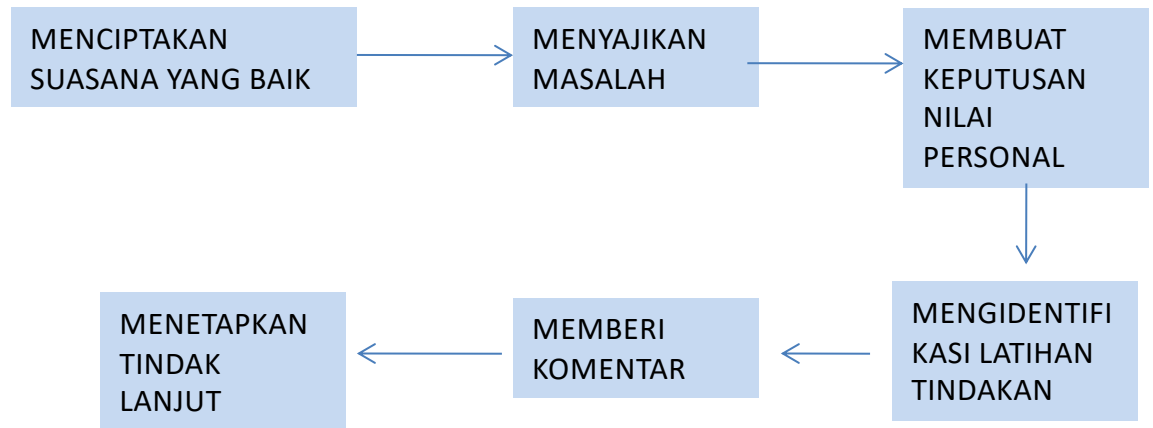 MENCIPTAKAN
SUASANA YANG BAIK
MENYAJIKAN
MASALAH
MEMBUAT
KEPUTUSAN
NILAI
PERSONAL
MENGIDENTIFI
KASI LATIHAN
TINDAKAN
MEMBERI
KOMENTAR
MENETAPKAN
TINDAK
LANJUT